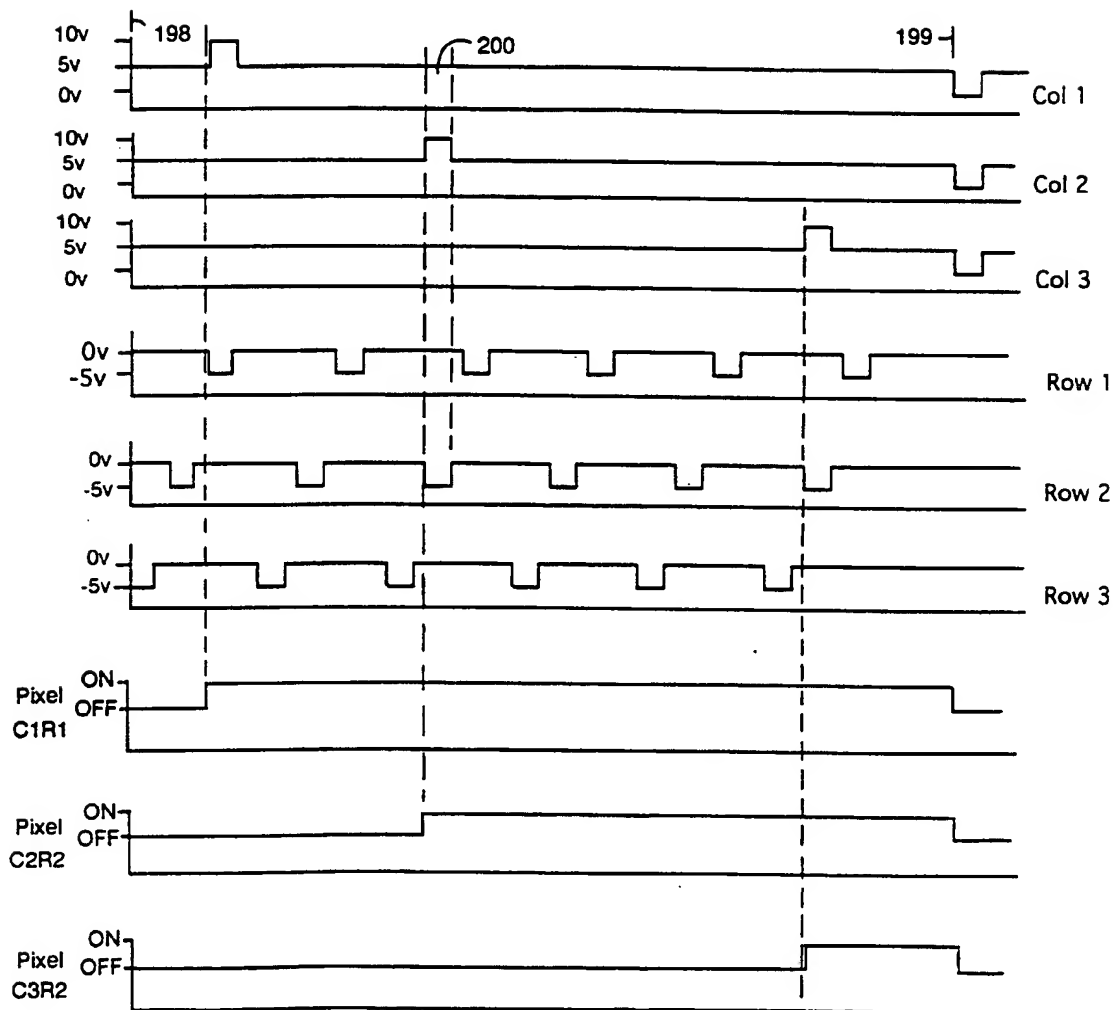 198
200
199
10v
5v
0v
Col 1
10v
5v
0v
Col 2
10v
5v
0v
Col 3
0v
-5v
Row 1
0v
-5v
Row 2
0v
-5v
Row 3
Pixel
C1R1
ON
OFF
Pixel
C2R2
ON
OFF
Pixel
C3R2
ON
OFF